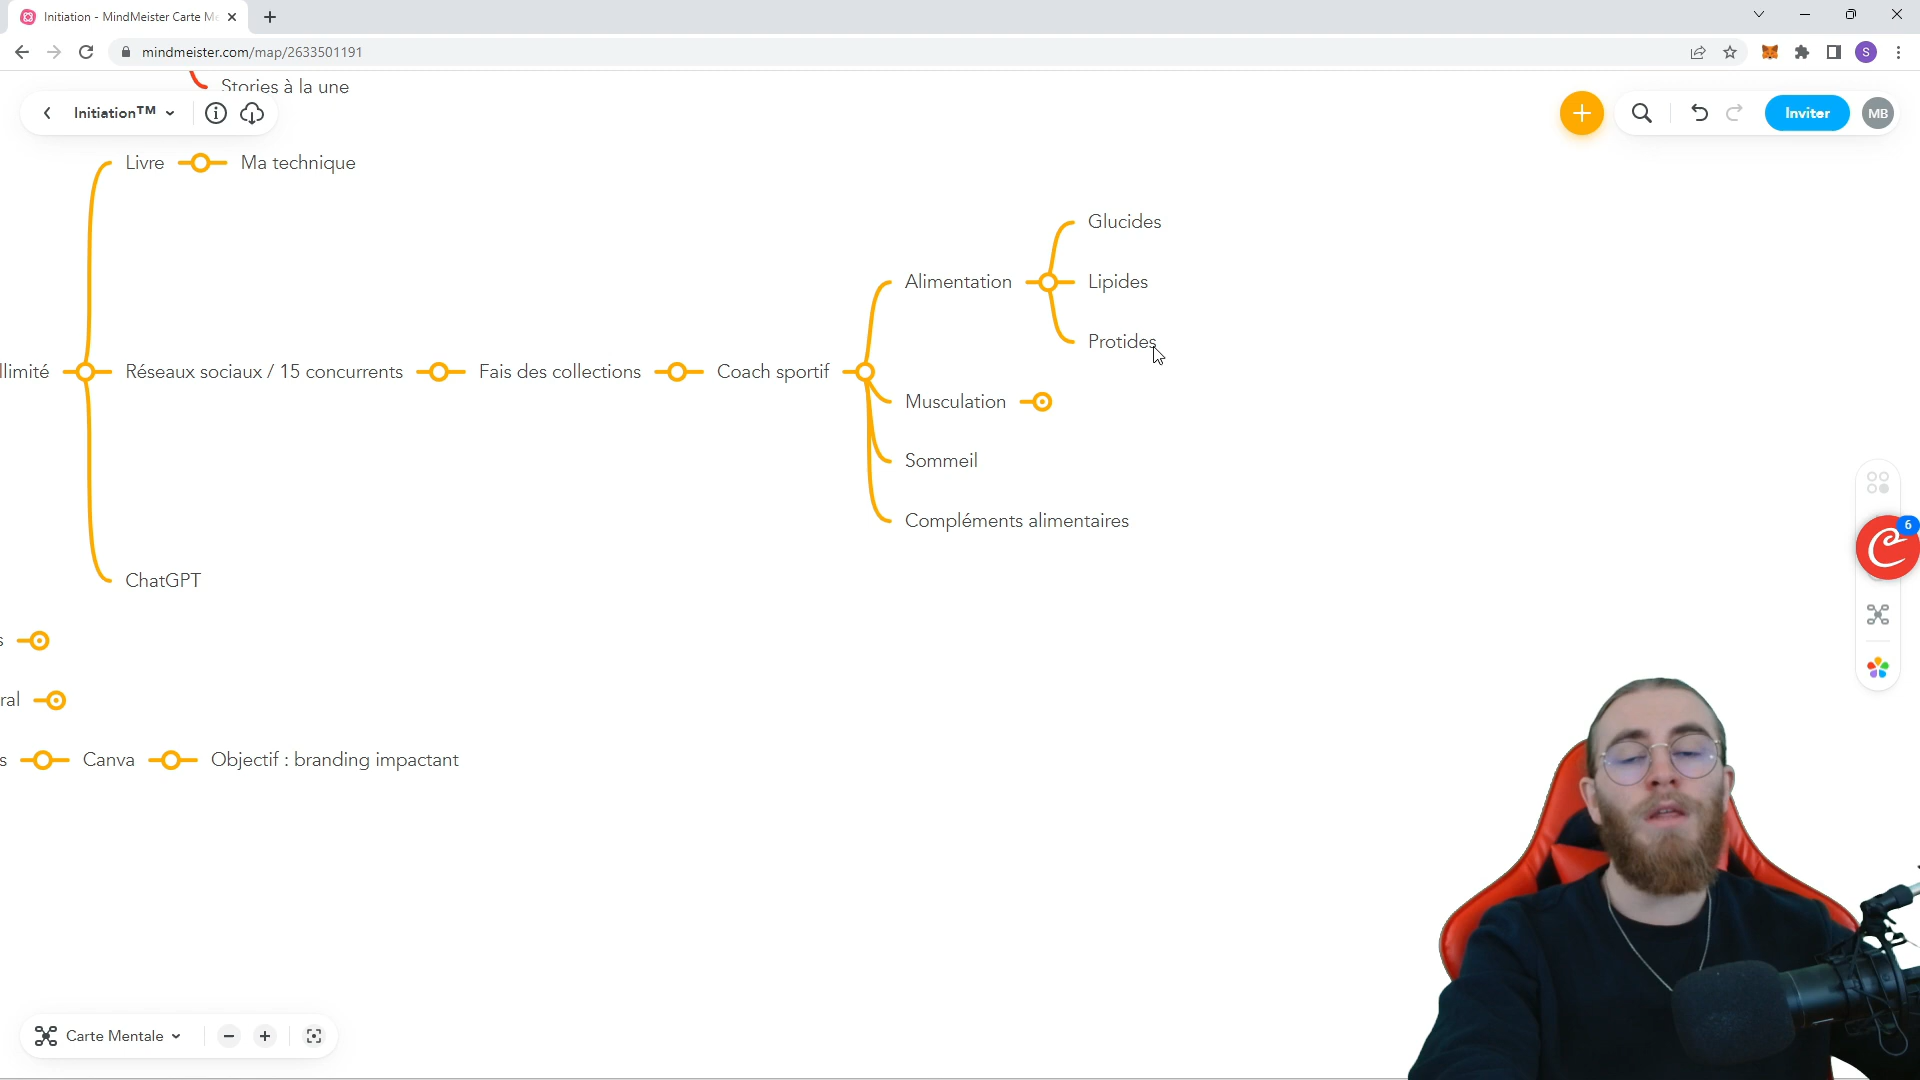 Initiation - MindMeister Carte Me
mindmeister.com/map/2633501191
S
Stories à la une
Initiation™
Inviter
MB
Livre
Ma technique
Glucides
Alimentation
Lipides
Protides
llimité
Réseaux sociaux / 15 concurrents
Fais des collections
Coach sportif
Musculation
Sommeil
Compléments alimentaires
6
ChatGPT
s
ral
s
Canva
Objectif : branding impactant
Carte Mentale